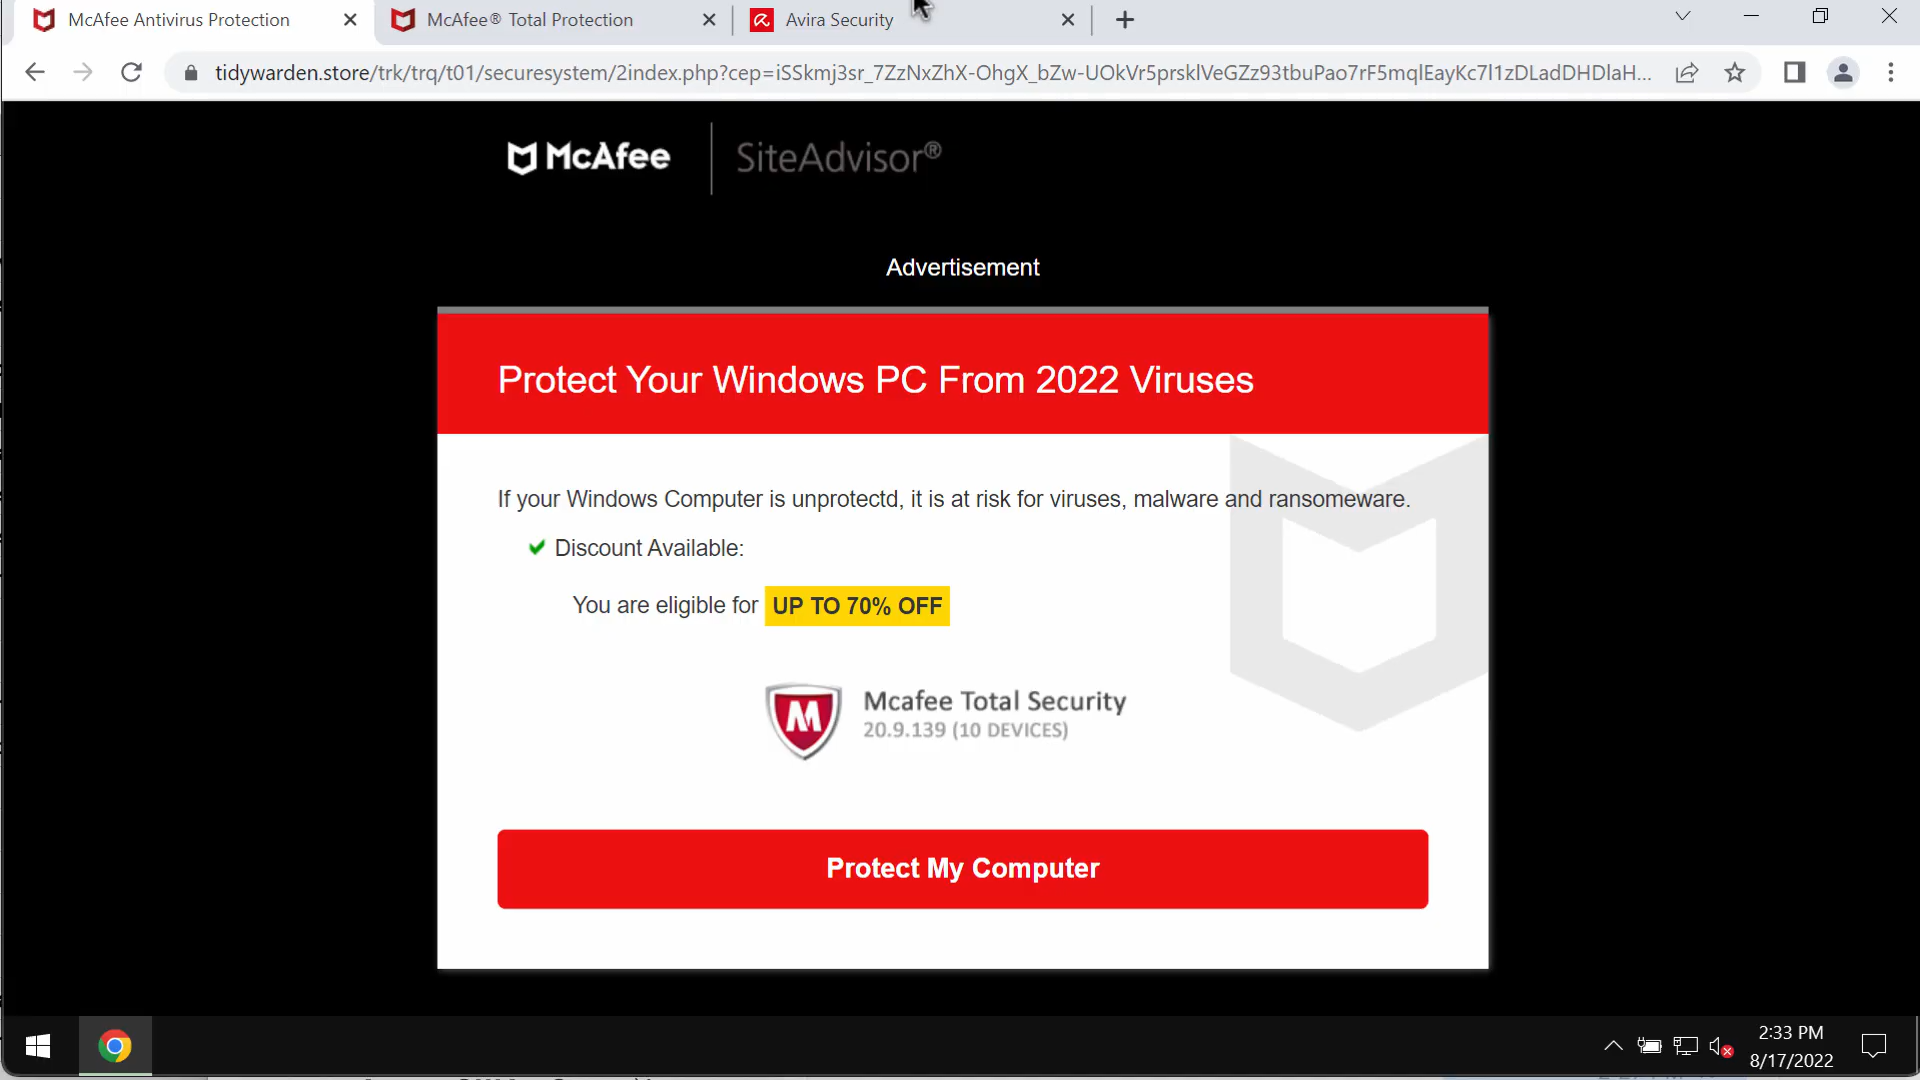 McAfee Antivirus Protection
McAfee® Total Protection
Avira Security
tidywarden.store/trk/trq/t01/securesystem/2index.php?cep=iSSkmj3sr_7ZzNxZhX-OhgX_bZw-UOkVr5prsklVeGZz93tbuPao7rF5mqlEayKc7l1zDLadDHDlaH...
McAfee
SiteAdvisor®
Advertisement
Protect Your Windows PC From 2022 Viruses
If your Windows Computer is unprotectd, it is at risk for viruses, malware and ransomeware.
Discount Available:
You are eligible for UP TO 70% OFF
Mcafee Total Security
20.9.139 (10 DEVICES)
Protect My Computer
2:33 PM
8/17/2022